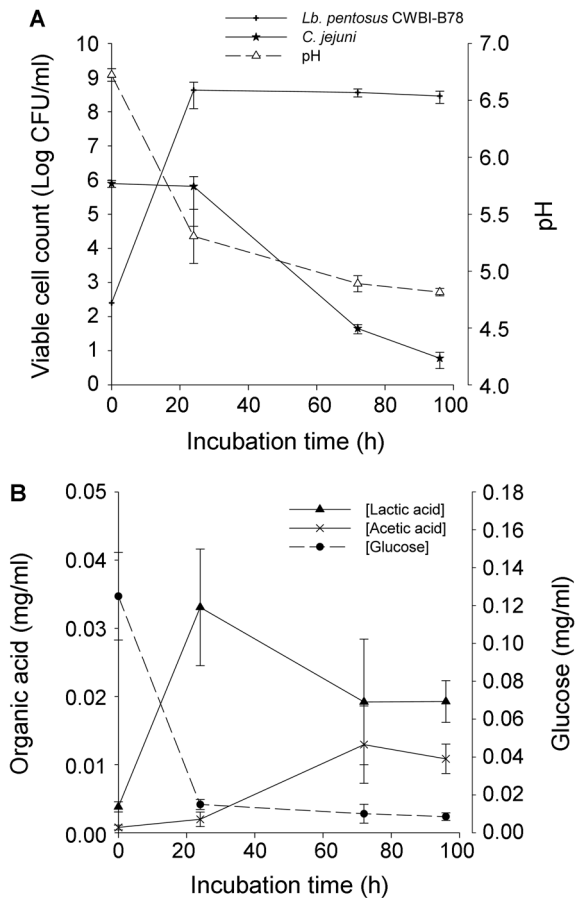 A
Lb. pentosus CWBI-B78
C. jejuni
pH
10
9
8
7
6
5
4
3
2
1
0
Viable cell count (Log CFU/ml)
7.0
6.5
6.0
5.5
5.0
4.5
4.0
pH
0 20 40 60 80 100
Incubation time (h)
B
[Lactic acid]
[Acetic acid]
[Glucose]
0.05
0.04
0.03
0.02
0.01
0.00
Organic acid (mg/ml)
0.18
0.16
0.14
0.12
0.10
0.08
0.06
0.04
0.02
0.00
Glucose (mg/ml)
0 20 40 60 80 100
Incubation time (h)